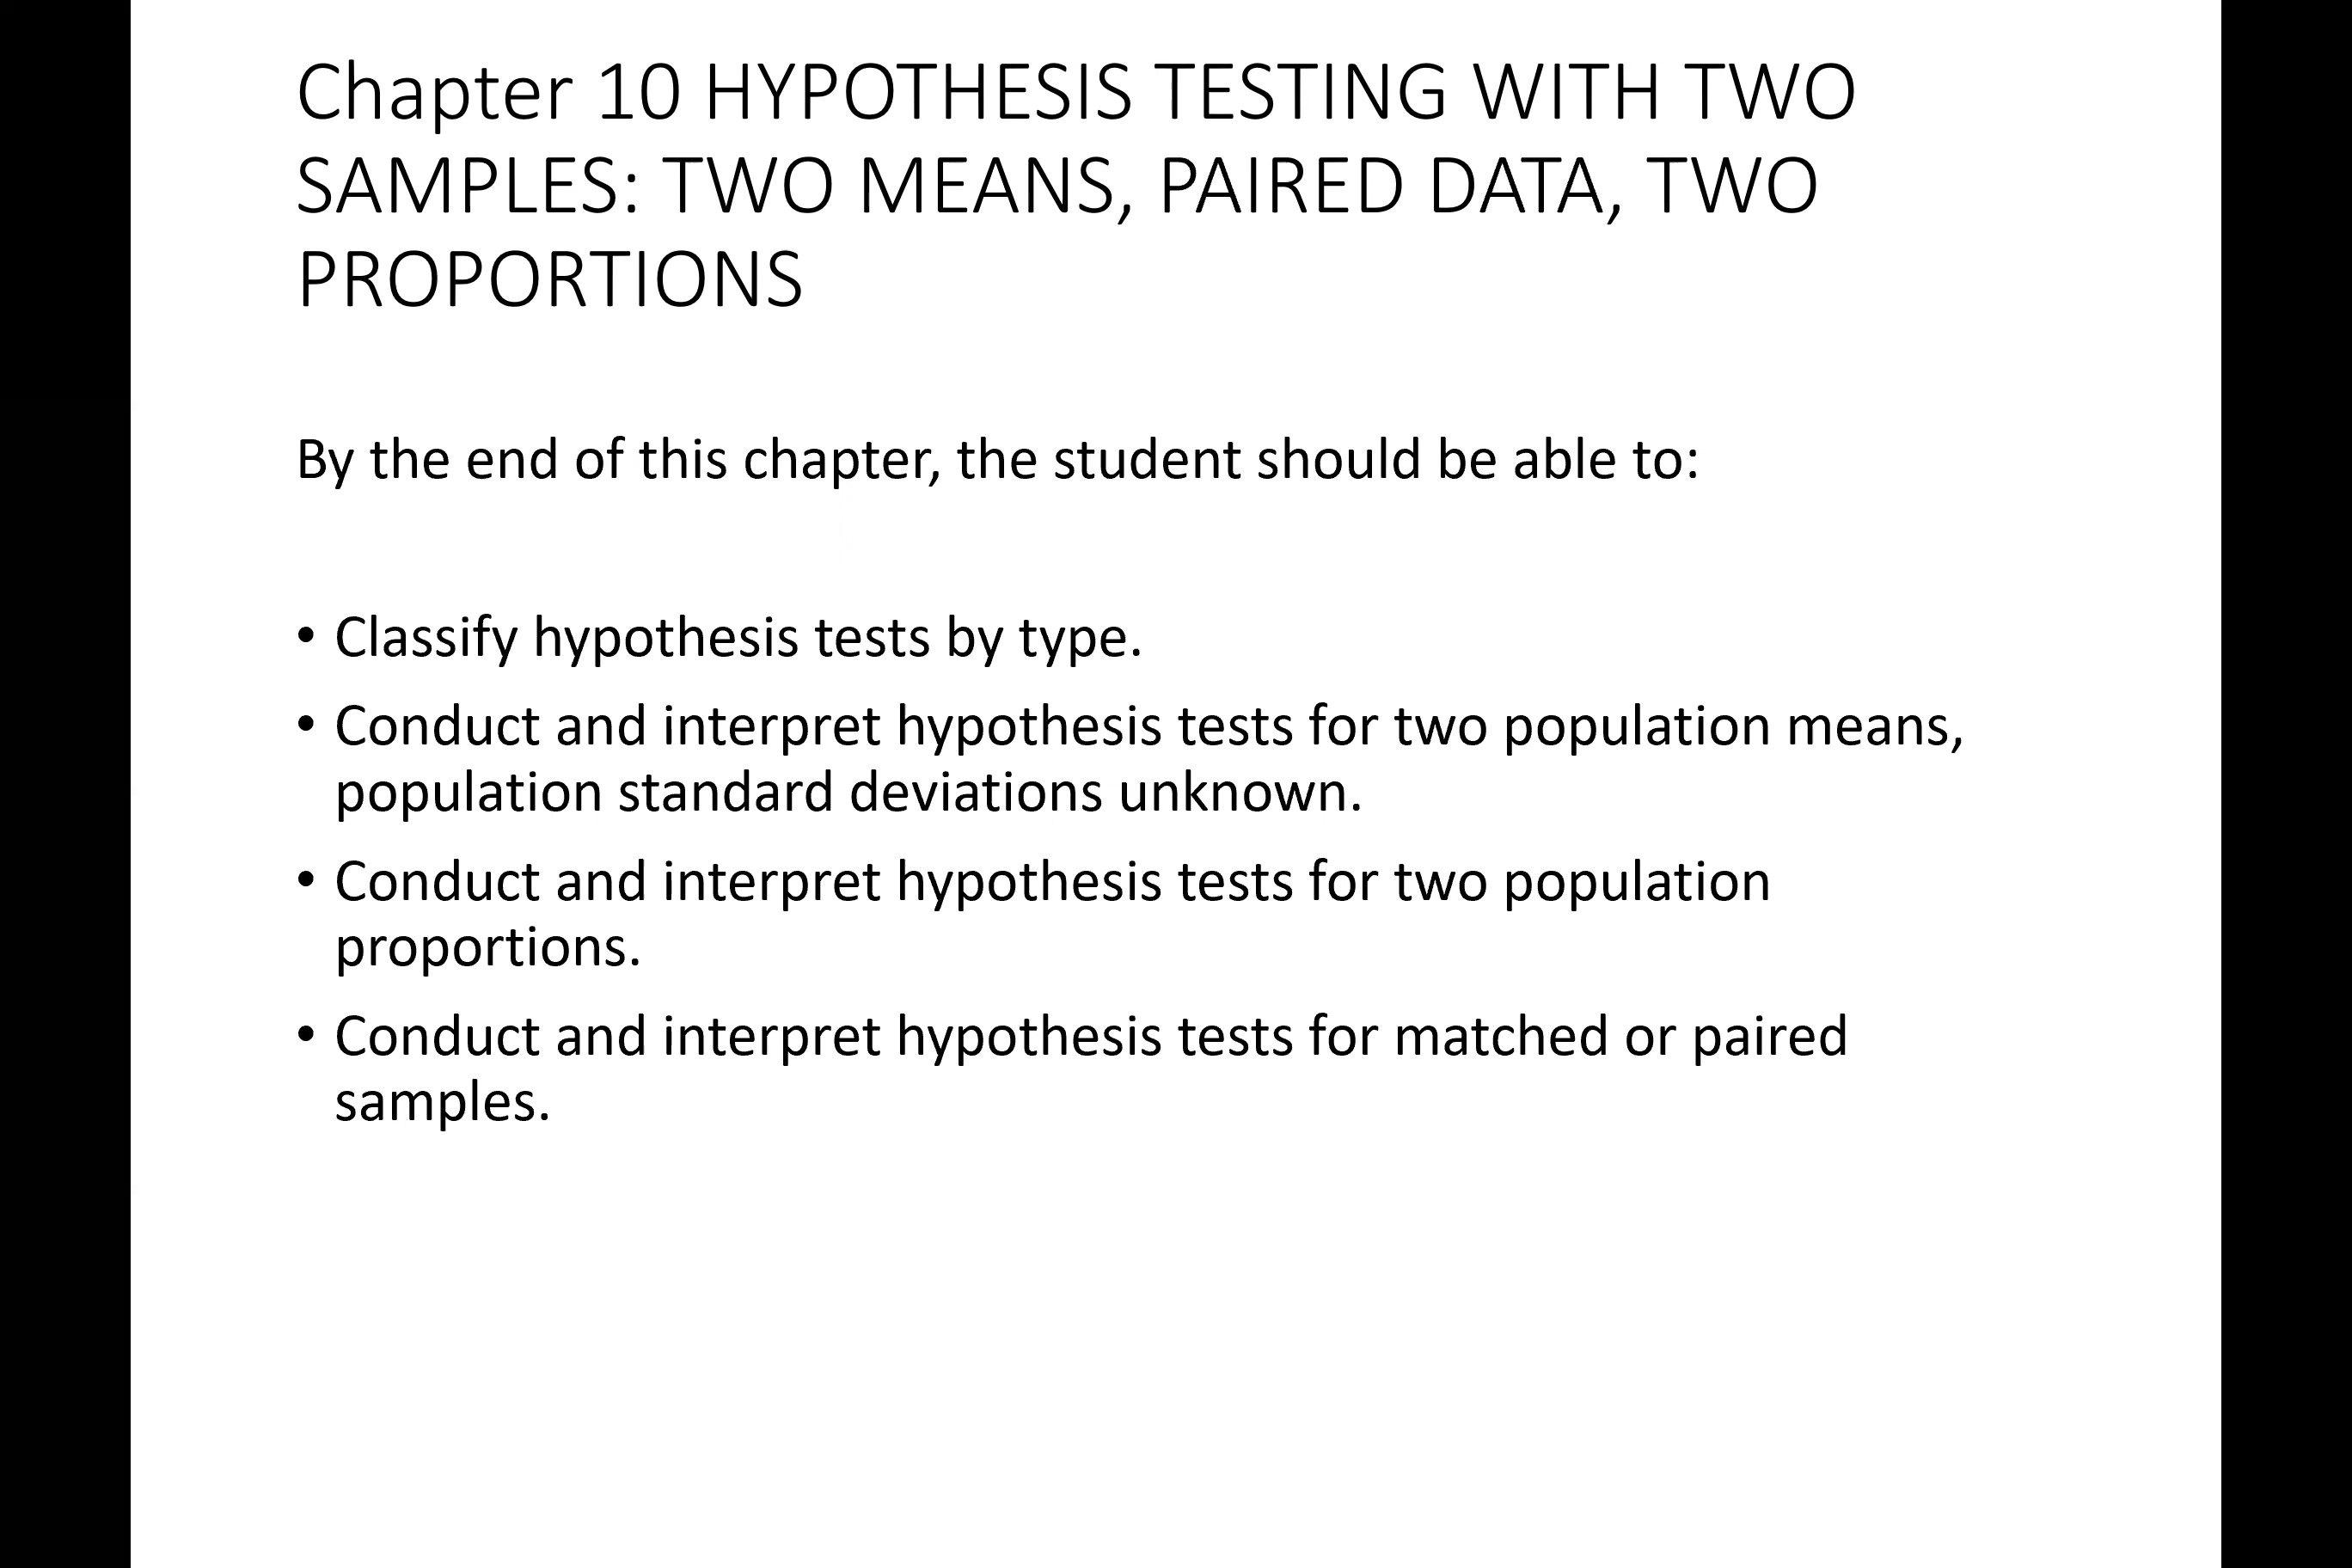 Chapter 10 HYPOTHESIS TESTING WITH TWO
SAMPLES: TWO MEANS, PAIRED DATA, TWO
PROPORTIONS
By the end of this chapter, the student should be able to:
• Classify hypothesis tests by type.
• Conduct and interpret hypothesis tests for two population means,
population standard deviations unknown.
• Conduct and interpret hypothesis tests for two population
proportions.
• Conduct and interpret hypothesis tests for matched or paired
samples.